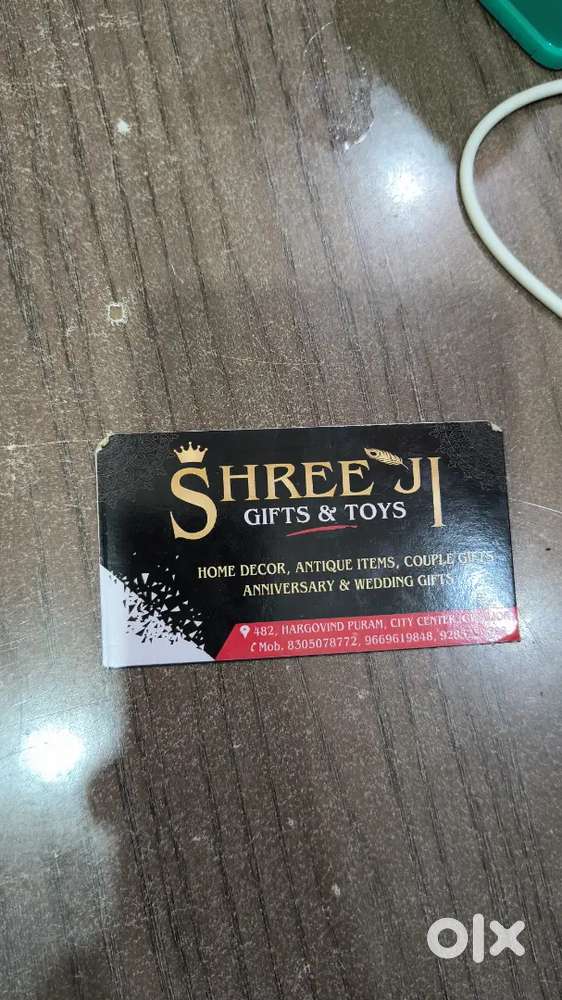 SHREE JI
GIFTS & TOYS
HOME DECOR, ANTIQUE ITEMS, COUPLE GIFTS
ANNIVERSARY & WEDDING GIFTS
482, HARGOVIND PURAM, CITY CENTER,
Mob. 8305078772, 9669619848,
olx